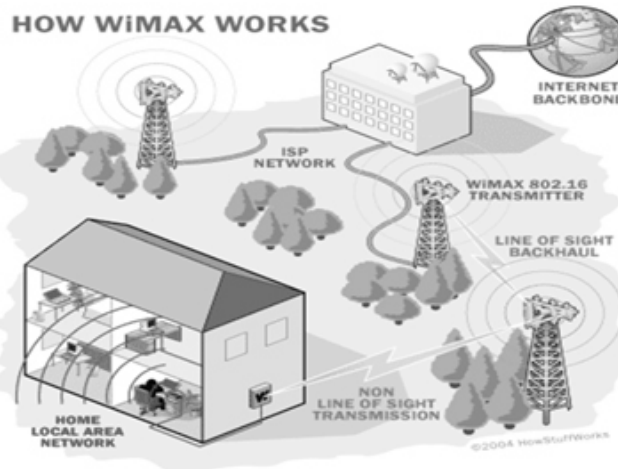 HOW WiMAX WORKS
INTERNET
BACKBONE
ISP
NETWORK
WiMAX 802.16
TRANSMITTER
LINE OF SIGHT
BACKHAUL
NON
LINE OF SIGHT
TRANSMISSION
HOME
LOCAL AREA
NETWORK
©2004 HowStuffWorks